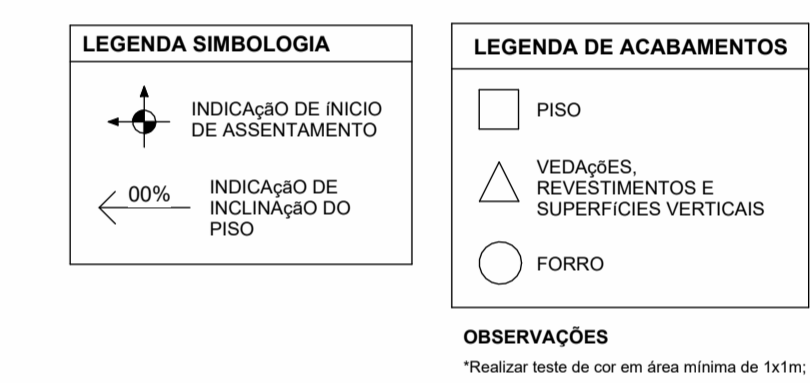 LEGENDA SIMBOLOGIA
INDICAçãO DE íNICIO
DE ASSENTAMENTO
00%
INDICAçãO DE
INCLINAçãO DO
PISO
LEGENDA DE ACABAMENTOS
PISO
VEDAçõES,
REVESTIMENTOS E
SUPERFíCIES VERTICAIS
FORRO
OBSERVAÇÕES
*Realizar teste de cor em área mínima de 1x1m;